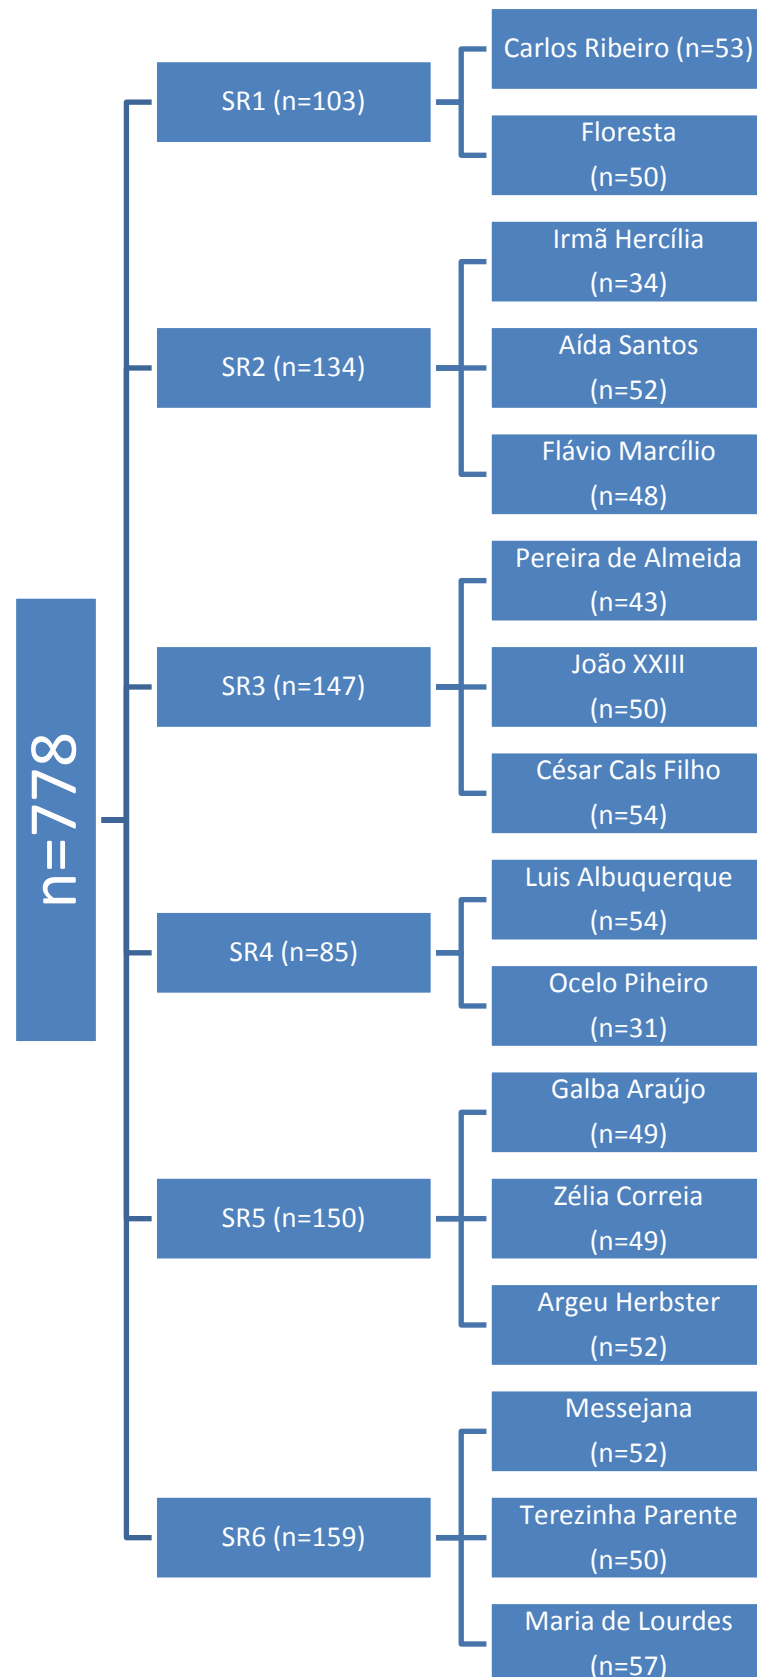 n=778
SR1 (n=103)
Carlos Ribeiro (n=53)
Floresta
(n=50)
SR2 (n=134)
Irmã Hercília
(n=34)
Aída Santos
(n=52)
Flávio Marcílio
(n=48)
SR3 (n=147)
Pereira de Almeida
(n=43)
João XXIII
(n=50)
César Cals Filho
(n=54)
SR4 (n=85)
Luis Albuquerque
(n=54)
Ocelo Piheiro
(n=31)
SR5 (n=150)
Galba Araújo
(n=49)
Zélia Correia
(n=49)
Argeu Herbster
(n=52)
SR6 (n=159)
Messejana
(n=52)
Terezinha Parente
(n=50)
Maria de Lourdes
(n=57)